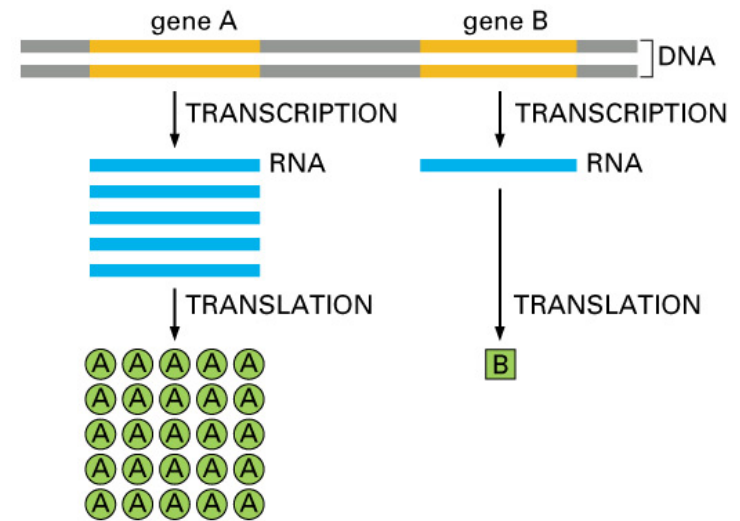 gene A gene B
DNA
TRANSCRIPTION TRANSCRIPTION
RNA RNA
TRANSLATION TRANSLATION
A A A A A B
A A A A A
A A A A A
A A A A A
A A A A A